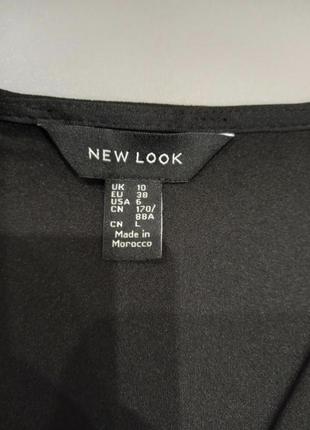 NEW LOOK
UK 10
EU 38
USA 6
CN 170/
88A
CN L
Made in
Morocco